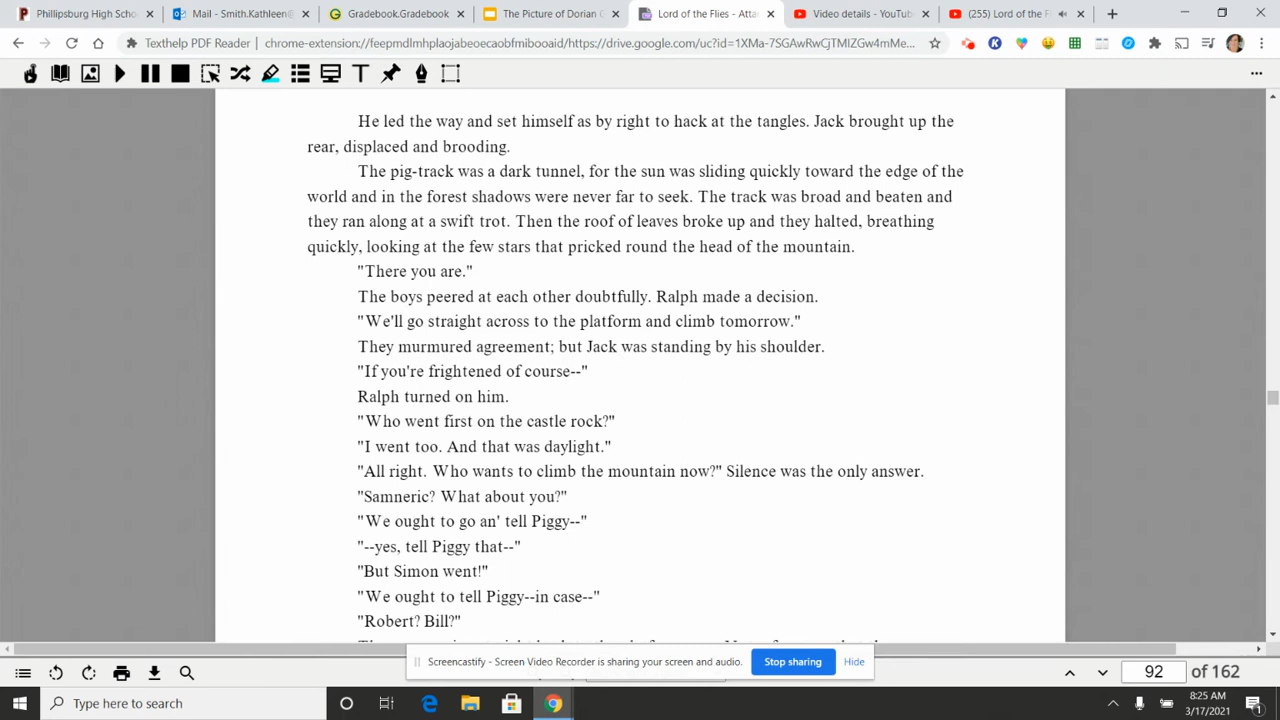 Phillipsburg High Scho
Mail - Smith.Kathleen@
Gradebook.Gradebook
The Picture of Dorian G
Lord of the Flies - Attac
Video details - YouTub
(255) Lord of the F
Texthelp PDF Reader
chrome-extension://feepmdlmhplaojabeoecaobfmibooaid/https://drive.google.com/uc?id=1XMa-7SGAwRwCjTMIZGw4mMe...
He led the way and set himself as by right to hack at the tangles. Jack brought up the
rear, displaced and brooding.
The pig-track was a dark tunnel, for the sun was sliding quickly toward the edge of the
world and in the forest shadows were never far to seek. The track was broad and beaten and
they ran along at a swift trot. Then the roof of leaves broke up and they halted, breathing
quickly, looking at the few stars that pricked round the head of the mountain.
"There you are."
The boys peered at each other doubtfully. Ralph made a decision.
"We'll go straight across to the platform and climb tomorrow."
They murmured agreement; but Jack was standing by his shoulder.
"If you're frightened of course--"
Ralph turned on him.
"Who went first on the castle rock?"
"I went too. And that was daylight."
"All right. Who wants to climb the mountain now?" Silence was the only answer.
"Samneric? What about you?"
"We ought to go an' tell Piggy--"
"--yes, tell Piggy that--"
"But Simon went!"
"We ought to tell Piggy--in case--"
"Robert? Bill?"
Screencastify - Screen Video Recorder is sharing your screen and audio.
Stop sharing
Hide
92 of 162
Type here to search
8:25 AM
3/17/2021